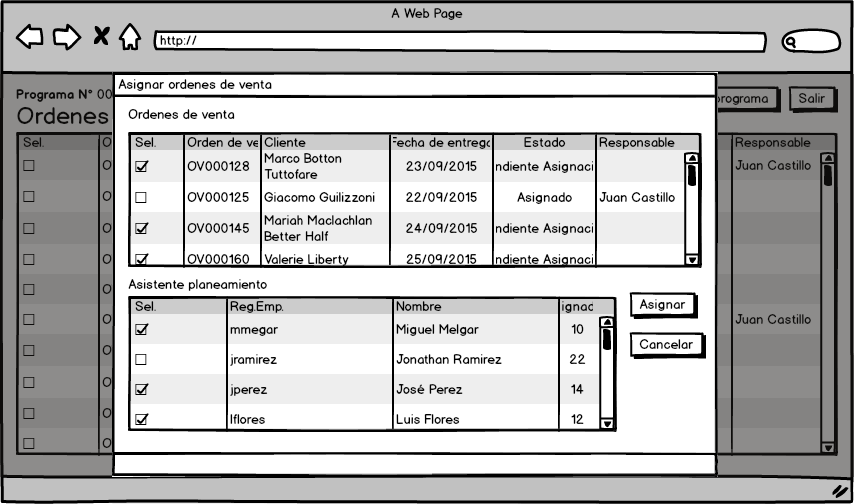 A Web Page
http://
Programa N° 00
programa
Salir
Ordenes
Asignar ordenes de venta
Ordenes de venta
Sel. Responsable
Sel. Orden de ve Cliente Fecha de entrega Estado Responsable
OV000128 Marco Botton 23/09/2015 ndiente Asignaci
Tuttofare
OV000125 Giacomo Guilizzoni 22/09/2015 Asignado Juan Castillo
OV000145 Mariah Maclachlan 24/09/2015 ndiente Asignaci
Better Half
OV000160 Valerie Liberty 25/09/2015 ndiente Asignaci
Juan Castillo
Juan Castillo
Asistente planeamiento
Sel. Reg.Emp. Nombre ignac
mmegar Miguel Melgar 10
jramirez Jonathan Ramirez 22
jperez José Perez 14
lflores Luis Flores 12
Asignar
Cancelar